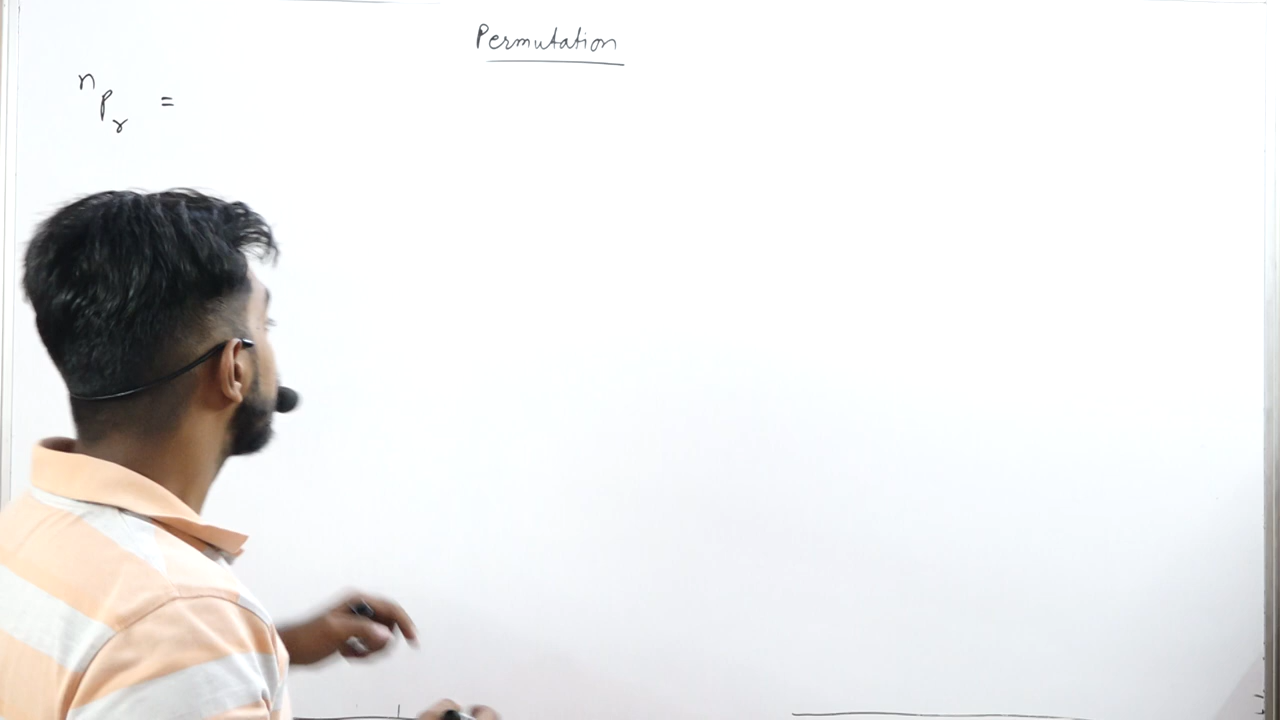 Permutation
ⁿPᵣ =